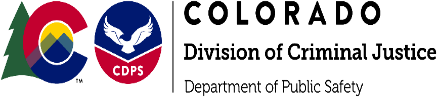 CDPS
TM
COLORADO
Division of Criminal Justice
Department of Public Safety